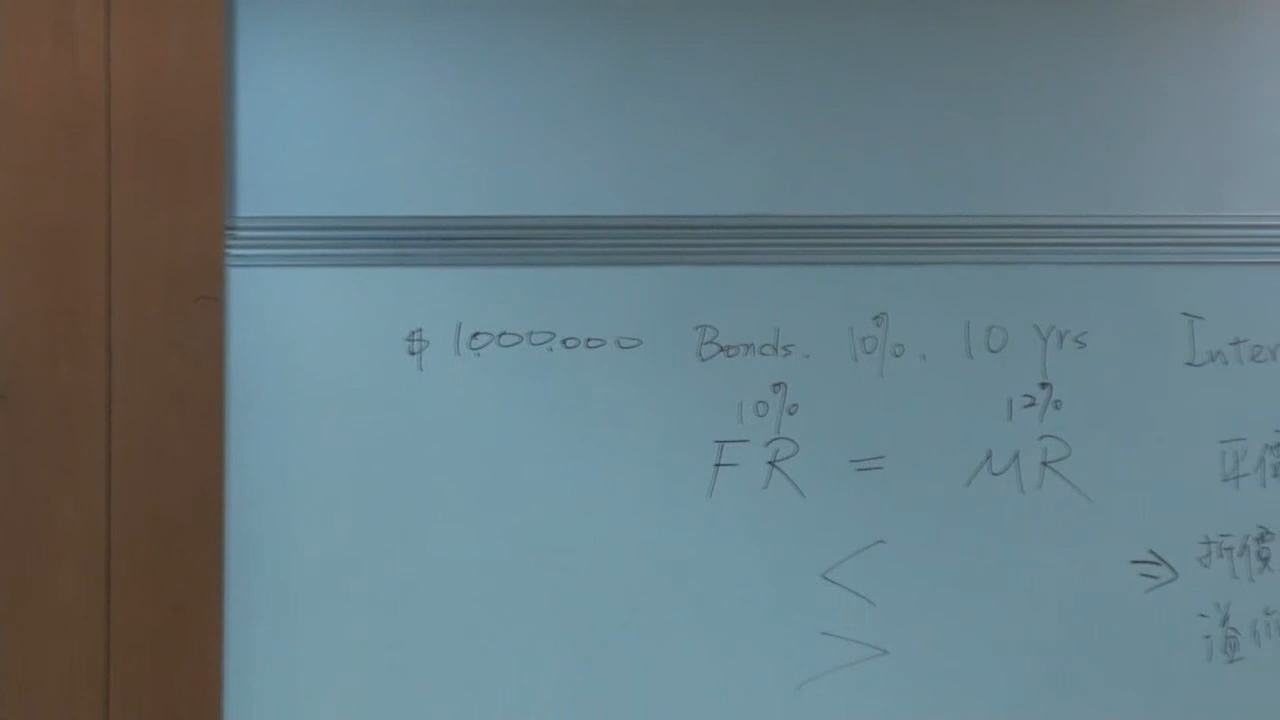 $ 1,000,000 Bonds. 10%. 10 yrs Inter
10% 12%
FR = MR 平價
< ⇒ 折價
> 溢價